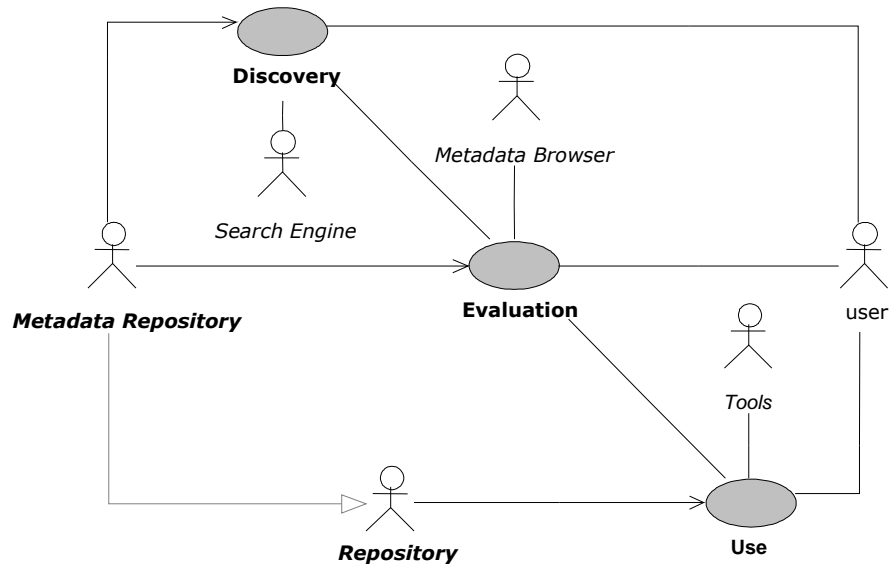 Discovery
Metadata Browser
Search Engine
Metadata Repository
Evaluation
user
Tools
Repository
Use